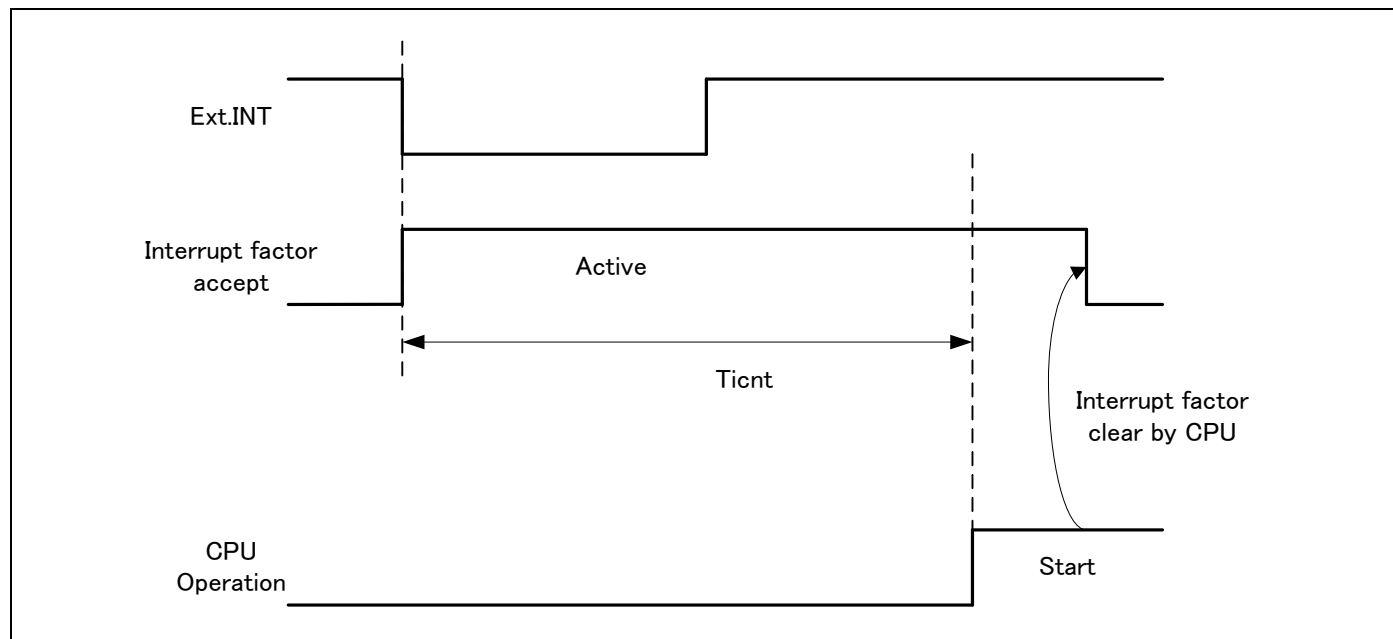 Ext.INT
Interrupt factor
accept
Active
Ticnt
Interrupt factor
clear by CPU
CPU
Operation
Start